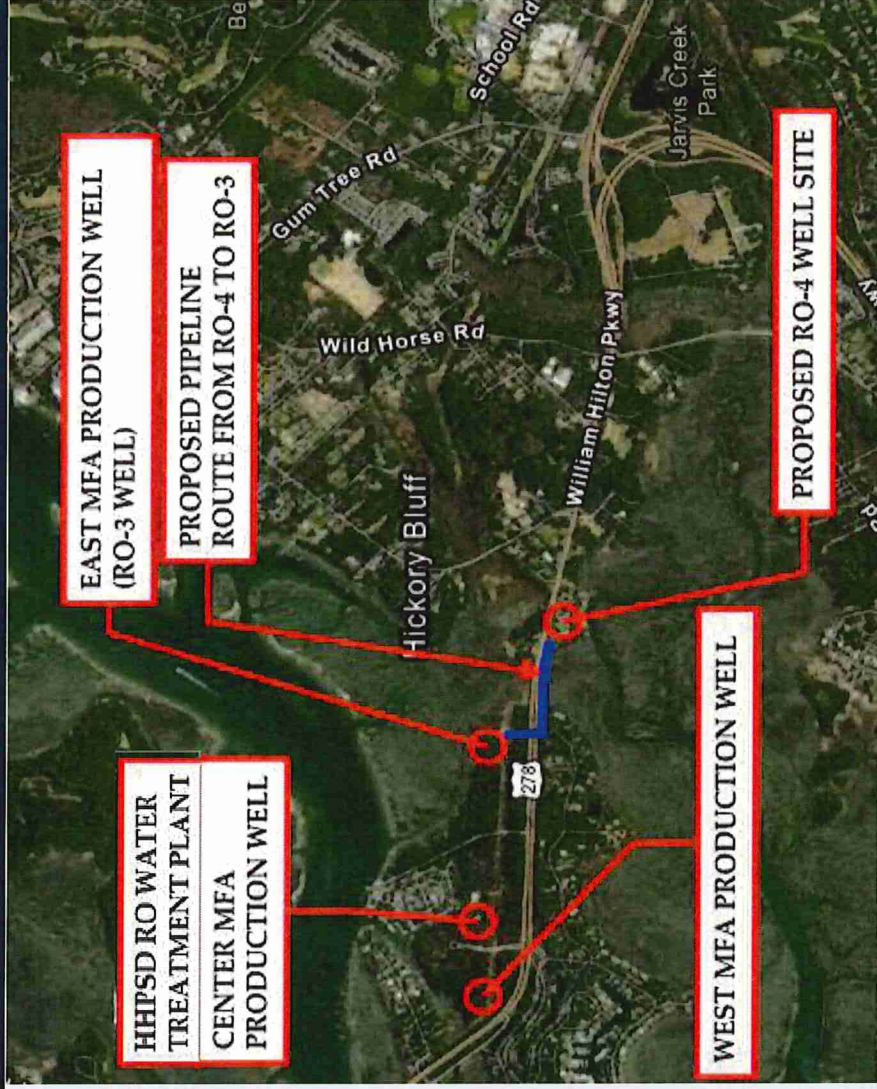 Be
School Rd
Jarvis Creek
Park
EAST MFA PRODUCTION WELL
(RO-3 WELL)
PROPOSED PIPELINE
ROUTE FROM RO-4 TO RO-3
Gum Tree Rd
Wild Horse Rd
William Hilton Pkwy
Hickory Bluff
HHPSD RO WATER
TREATMENT PLANT
CENTER MFA
PRODUCTION WELL
278
PROPOSED RO-4 WELL SITE
WEST MFA PRODUCTION WELL